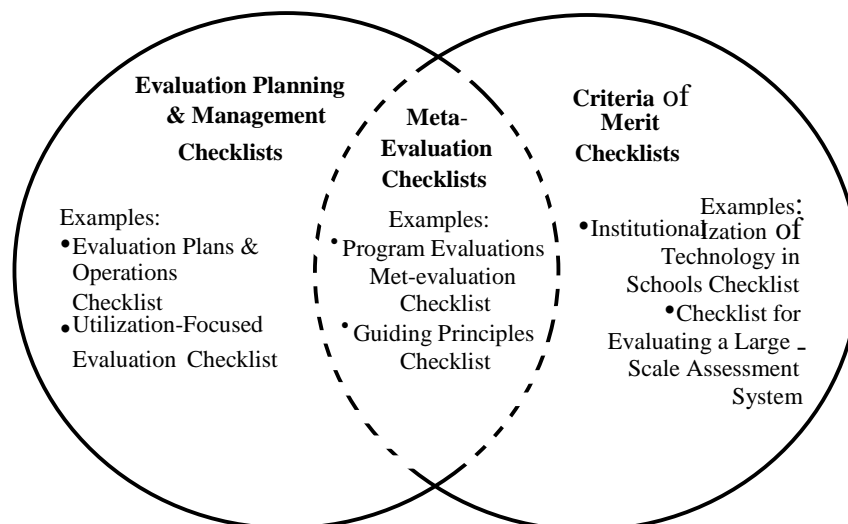 Evaluation Planning
& Management
Checklists
Examples:
•Evaluation Plans &
Operations
Checklist
•Utilization-Focused
Evaluation Checklist
Meta-
Evaluation
Checklists
Examples:
•Program Evaluations
Met-evaluation
Checklist
•Guiding Principles
Checklist
Criteria of
Merit
Checklists
Examples:
•Institutionalization of
Technology in
Schools Checklist
•Checklist for
Evaluating a Large -
Scale Assessment
System